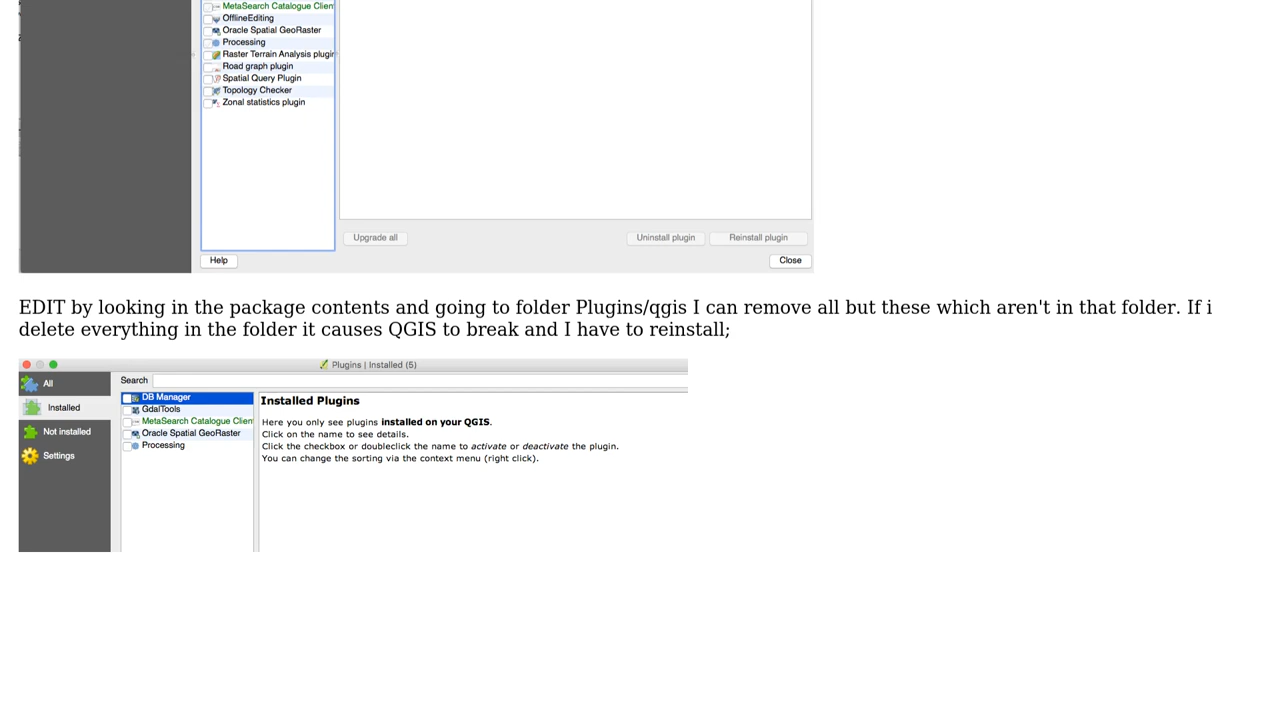 MetaSearch Catalogue Clien
OfflineEditing
Oracle Spatial GeoRaster
Processing
Raster Terrain Analysis plugin
Road graph plugin
Spatial Query Plugin
Topology Checker
Zonal statistics plugin
Upgrade all Uninstall plugin Reinstall plugin
Help Close
EDIT by looking in the package contents and going to folder Plugins/qgis I can remove all but these which aren't in that folder. If i
delete everything in the folder it causes QGIS to break and I have to reinstall;
Plugins | Installed (5)
All
Installed
Not installed
Settings
Search
DB Manager
GdalTools
MetaSearch Catalogue Clien
Oracle Spatial GeoRaster
Processing
Installed Plugins
Here you only see plugins installed on your QGIS.
Click on the name to see details.
Click the checkbox or doubleclick the name to activate or deactivate the plugin.
You can change the sorting via the context menu (right click).